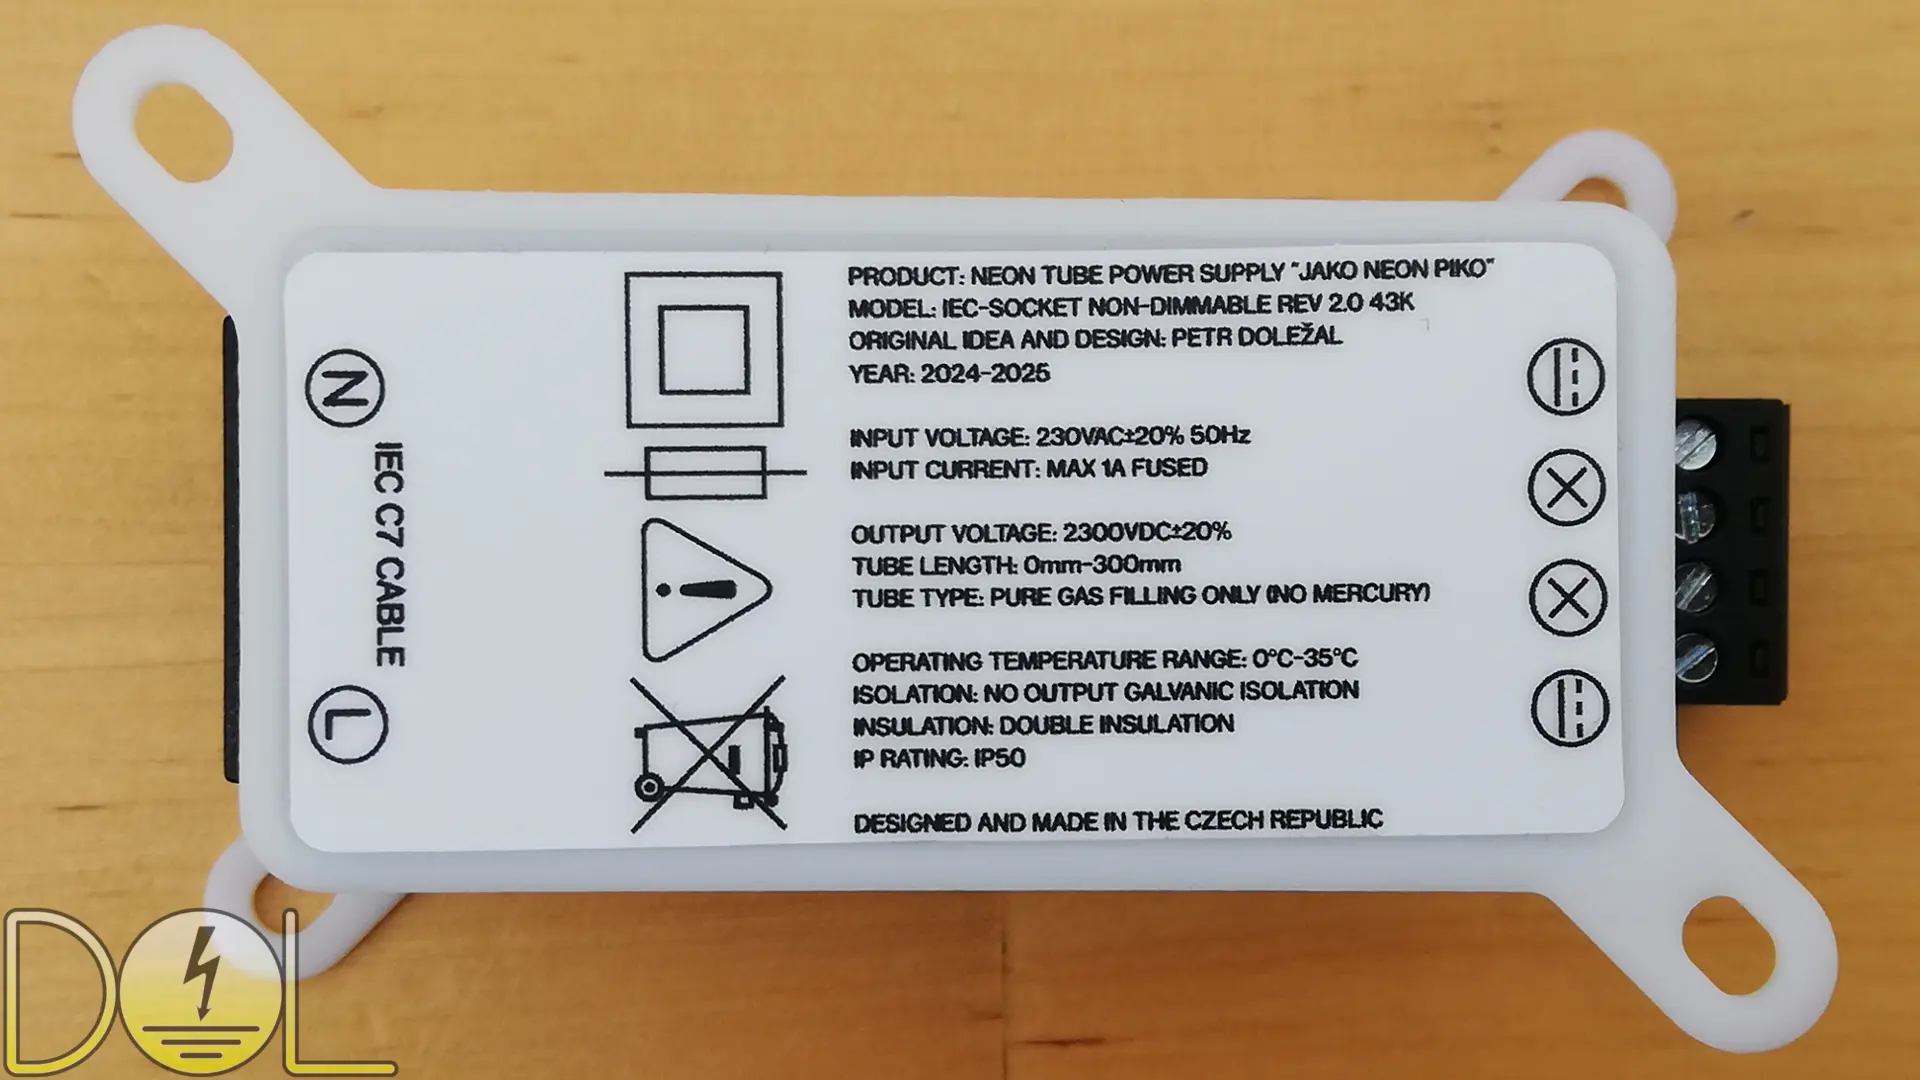 PRODUCT: NEON TUBE POWER SUPPLY "JAKO NEON PIKO"
MODEL: IEC-SOCKET NON-DIMMABLE REV 2.0 43K
ORIGINAL IDEA AND DESIGN: PETR DOLEŽAL
YEAR: 2024-2025
INPUT VOLTAGE: 230VAC±20% 50Hz
INPUT CURRENT: MAX 1A FUSED
OUTPUT VOLTAGE: 2300VDC±20%
TUBE LENGTH: 0mm-300mm
TUBE TYPE: PURE GAS FILLING ONLY (NO MERCURY)
OPERATING TEMPERATURE RANGE: 0°C-35°C
ISOLATION: NO OUTPUT GALVANIC ISOLATION
INSULATION: DOUBLE INSULATION
IP RATING: IP50
DESIGNED AND MADE IN THE CZECH REPUBLIC
N
IEC C7 CABLE
L
DOL